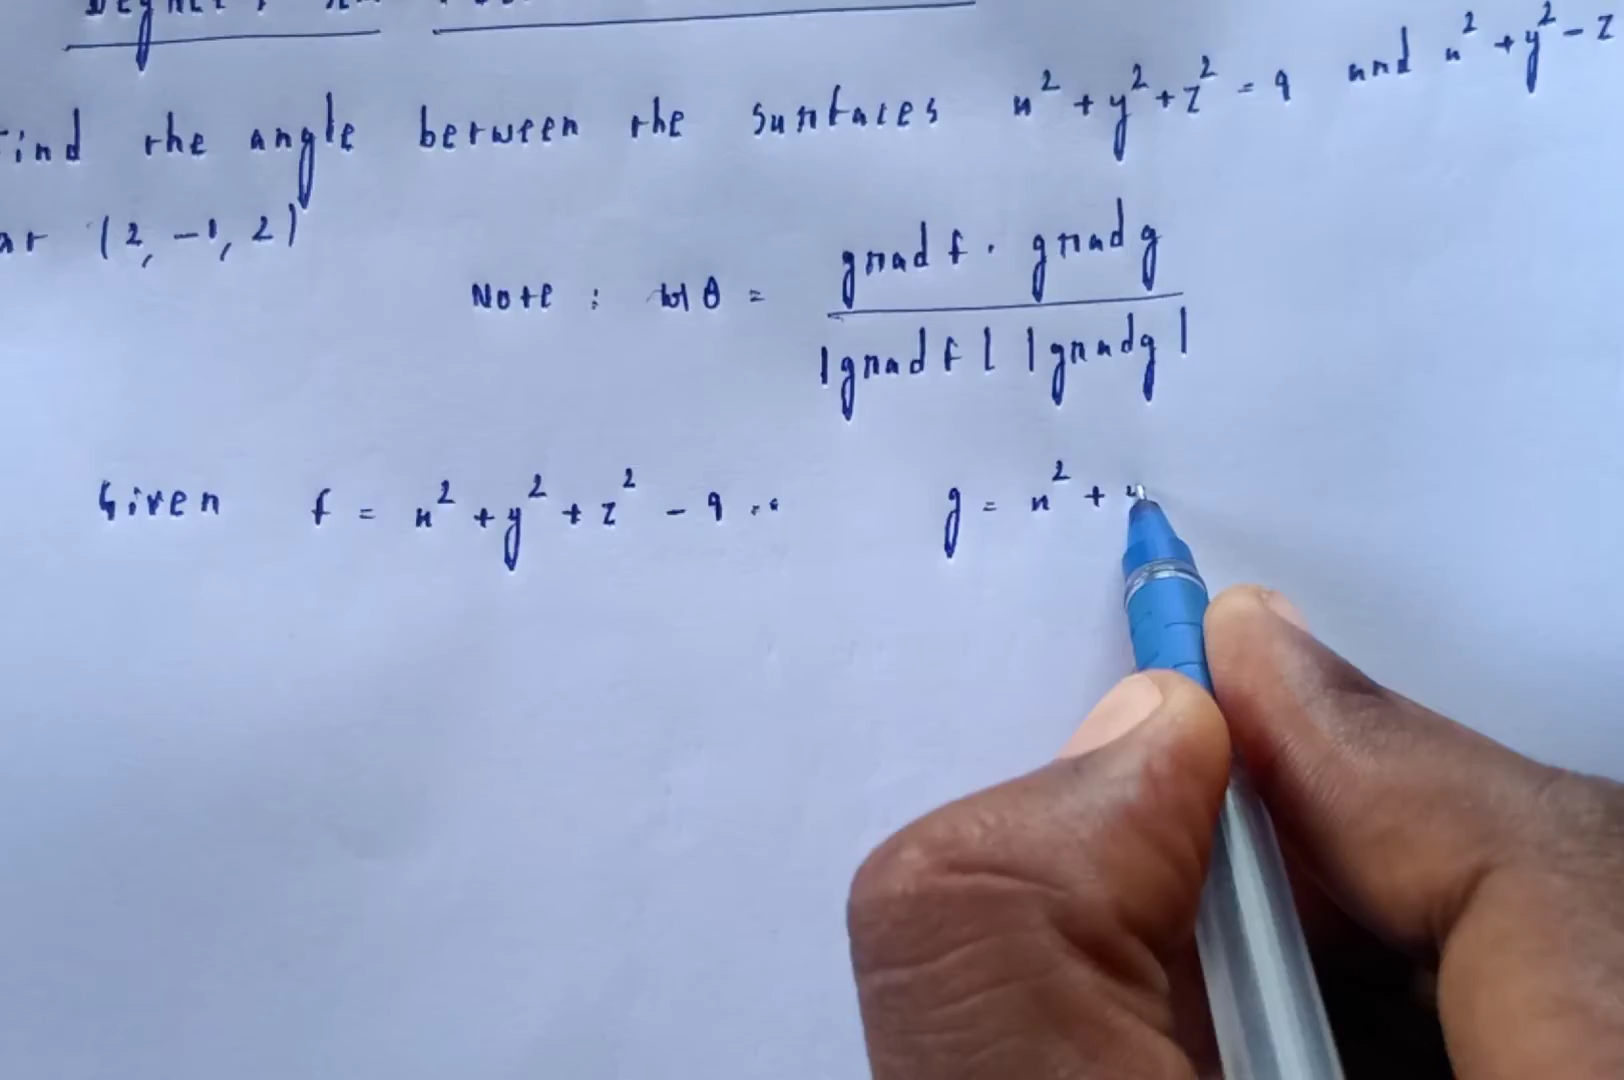 Find the angle between the surfaces x² + y² + z² = 9 and x² + y² - z
at (2, -1, 2)
Note : cos θ = grad f . grad g / |grad f| |grad g|
Given f = x² + y² + z² - 9 .. g = x² + y